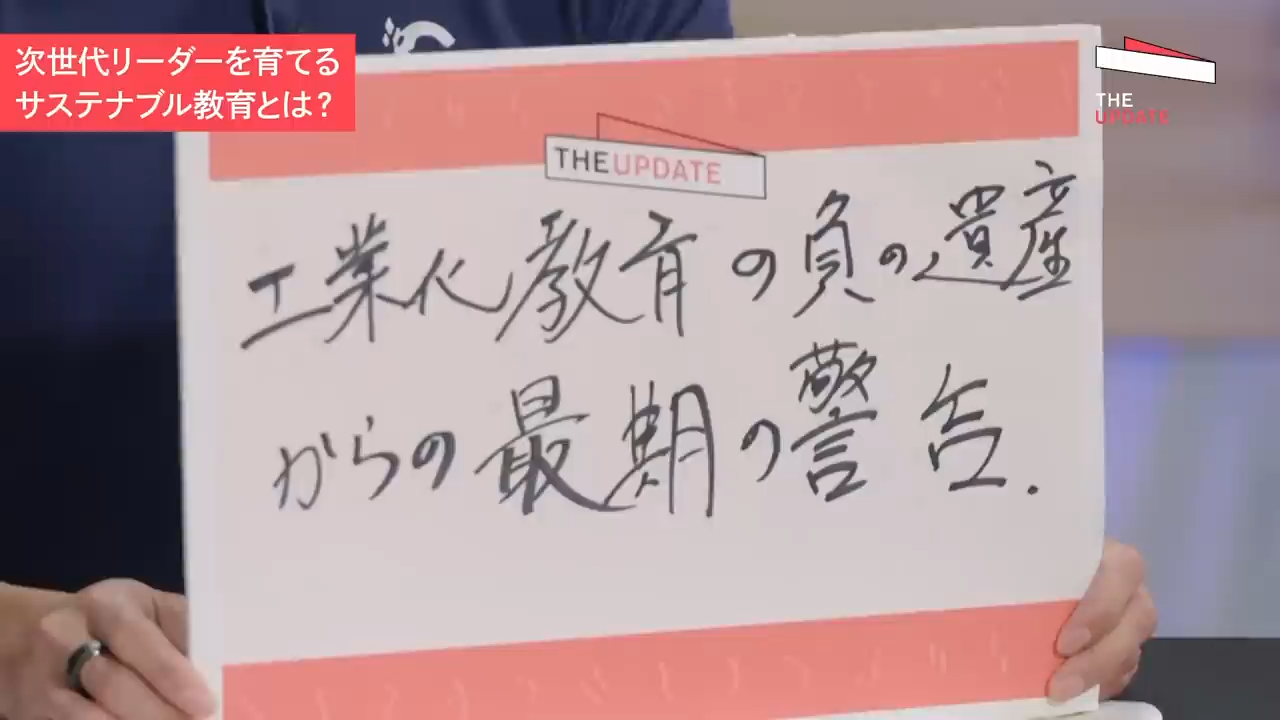 次世代リーダーを育てる
サステナブル教育とは？
THE
UPDATE
THE UPDATE
工業化教育の負の遺産
からの最期の警告.